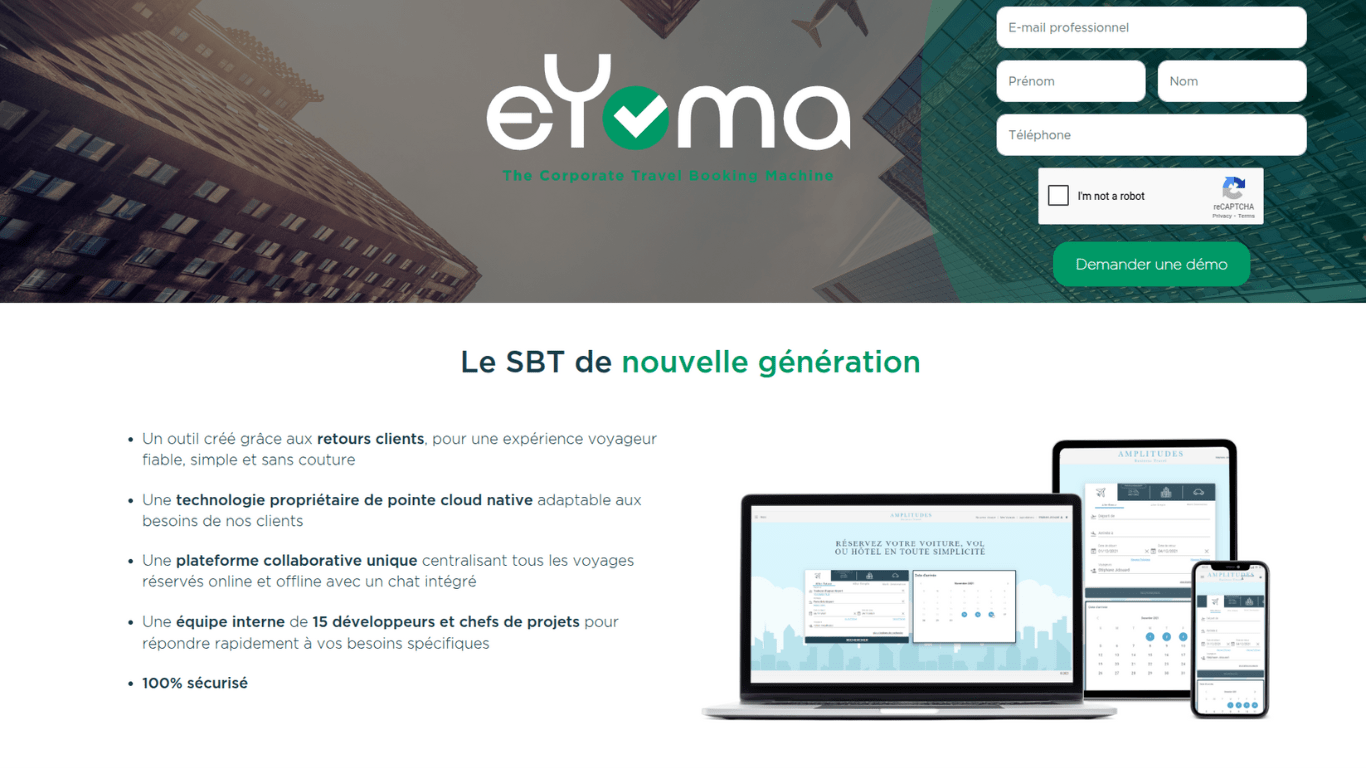 E-mail professionnel
Prénom
Nom
Téléphone
I'm not a robot
reCAPTCHA
Privacy - Terms
eYoma
The Corporate Travel Booking Machine
Demander une démo
Le SBT de nouvelle génération
• Un outil créé grâce aux retours clients, pour une expérience voyageur
fiable, simple et sans couture
• Une technologie propriétaire de pointe cloud native adaptable aux
besoins de nos clients
• Une plateforme collaborative unique centralisant tous les voyages
réservés online et offline avec un chat intégré
• Une équipe interne de 15 développeurs et chefs de projets pour
répondre rapidement à vos besoins spécifiques
• 100% sécurisé
AMPLITUDES
RÉSERVEZ VOTRE VOITURE, VOL
OU HÔTEL EN TOUTE SIMPLICITÉ
AMPLITUDES
AMPLITUDES